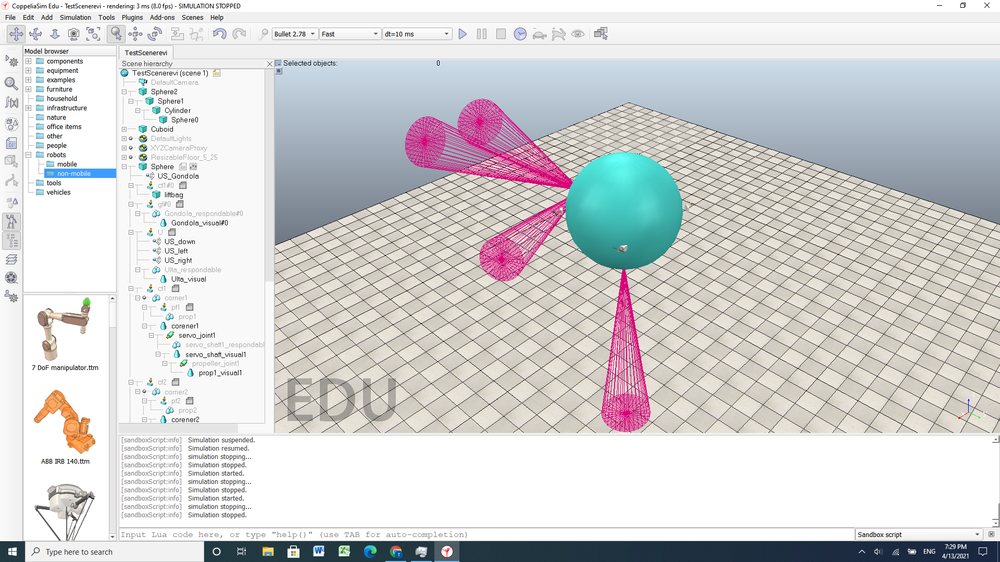 CoppeliaSim Edu - TestScenerevi - rendering: 3 ms (8.0 fps) - SIMULATION STOPPED
File Edit Add Simulation Tools Plugins Add-ons Scenes Help
Bullet 2.78 Fast dt=10 ms
Model browser
components
equipment
examples
furniture
household
infrastructure
nature
office items
other
people
robots
mobile
non-mobile
tools
vehicles
7 DoF manipulator.ttm
ABB IRB 140.ttm
TestScenerevi
Scene hierarchy
TestScenerevi (scene 1)
DefaultCamera
Sphere2
Sphere1
Cylinder
Sphere0
Cuboid
DefaultLights
XYZCameraProxy
ResizableFloor_5_25
Sphere
US_Gondola
cf1#0
liftbag
gf#0
Gondola_respondable#0
Gondola_visual#0
U
US_down
US_left
US_right
Ulta_respondable
Ulta_visual
cf1
corner1
pf1
prop1
corener1
servo_joint1
servo_shaft1_respondabl
servo_shaft_visual1
propeller_joint1
prop1_visual1
cf2
corner2
pf2
prop2
corener2
Selected objects: 0
EDU
[sandboxScript:info] Simulation suspended.
[sandboxScript:info] Simulation resumed.
[sandboxScript:info] simulation stopping...
[sandboxScript:info] Simulation stopped.
[sandboxScript:info] Simulation started.
[sandboxScript:info] simulation stopping...
[sandboxScript:info] Simulation stopped.
[sandboxScript:info] Simulation started.
[sandboxScript:info] simulation stopping...
[sandboxScript:info] Simulation stopped.
Input Lua code here, or type "help()" (use TAB for auto-completion)
Sandbox script
Type here to search
ENG
7:29 PM
4/13/2021